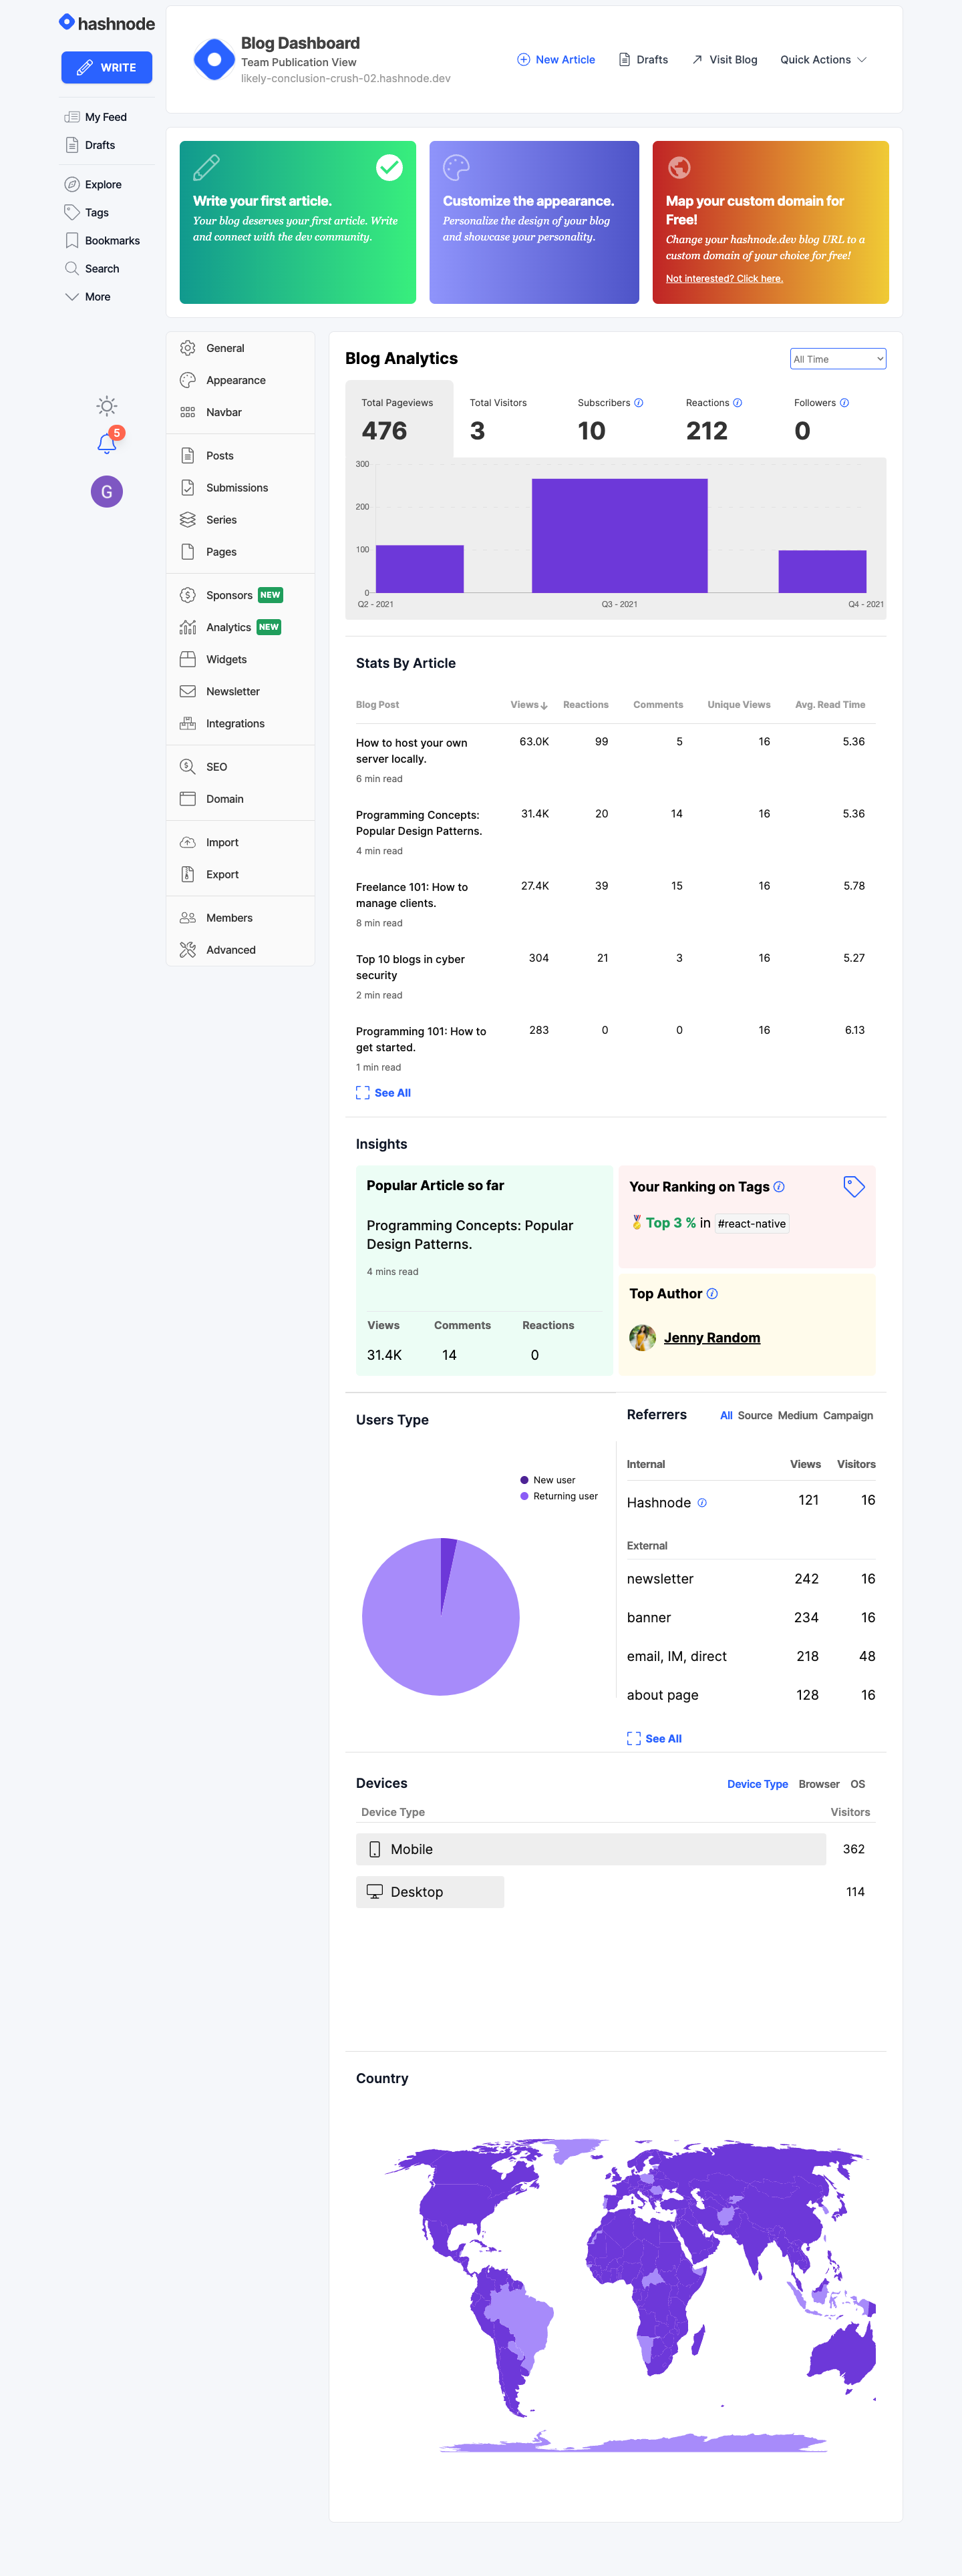 hashnode
WRITE
My Feed
Drafts
Explore
Tags
Bookmarks
Search
More
5
G
Blog Dashboard
Team Publication View
likely-conclusion-crush-02.hashnode.dev
New Article
Drafts
Visit Blog
Quick Actions
Write your first article.
Your blog deserves your first article. Write
and connect with the dev community.
Customize the appearance.
Personalize the design of your blog
and showcase your personality.
Map your custom domain for
Free!
Change your hashnode.dev blog URL to a
custom domain of your choice for free!
Not interested? Click here.
General
Appearance
Navbar
Posts
Submissions
Series
Pages
Sponsors NEW
Analytics NEW
Widgets
Newsletter
Integrations
SEO
Domain
Import
Export
Members
Advanced
Blog Analytics
All Time
Total Pageviews
476
Total Visitors
3
Subscribers
10
Reactions
212
Followers
0
300
200
100
0
Q2 - 2021
Q3 - 2021
Q4 - 2021
Stats By Article
Blog Post Views Reactions Comments Unique Views Avg. Read Time
How to host your own 63.0K 99 5 16 5.36
server locally.
6 min read
Programming Concepts: 31.4K 20 14 16 5.36
Popular Design Patterns.
4 min read
Freelance 101: How to 27.4K 39 15 16 5.78
manage clients.
8 min read
Top 10 blogs in cyber 304 21 3 16 5.27
security
2 min read
Programming 101: How to 283 0 0 16 6.13
get started.
1 min read
See All
Insights
Popular Article so far
Programming Concepts: Popular
Design Patterns.
4 mins read
Views Comments Reactions
31.4K 14 0
Your Ranking on Tags
Top 3 % in #react-native
Top Author
Jenny Random
Users Type
New user
Returning user
Referrers
All Source Medium Campaign
Internal Views Visitors
Hashnode 121 16
External
newsletter 242 16
banner 234 16
email, IM, direct 218 48
about page 128 16
See All
Devices
Device Type Browser OS
Device Type Visitors
Mobile 362
Desktop 114
Country